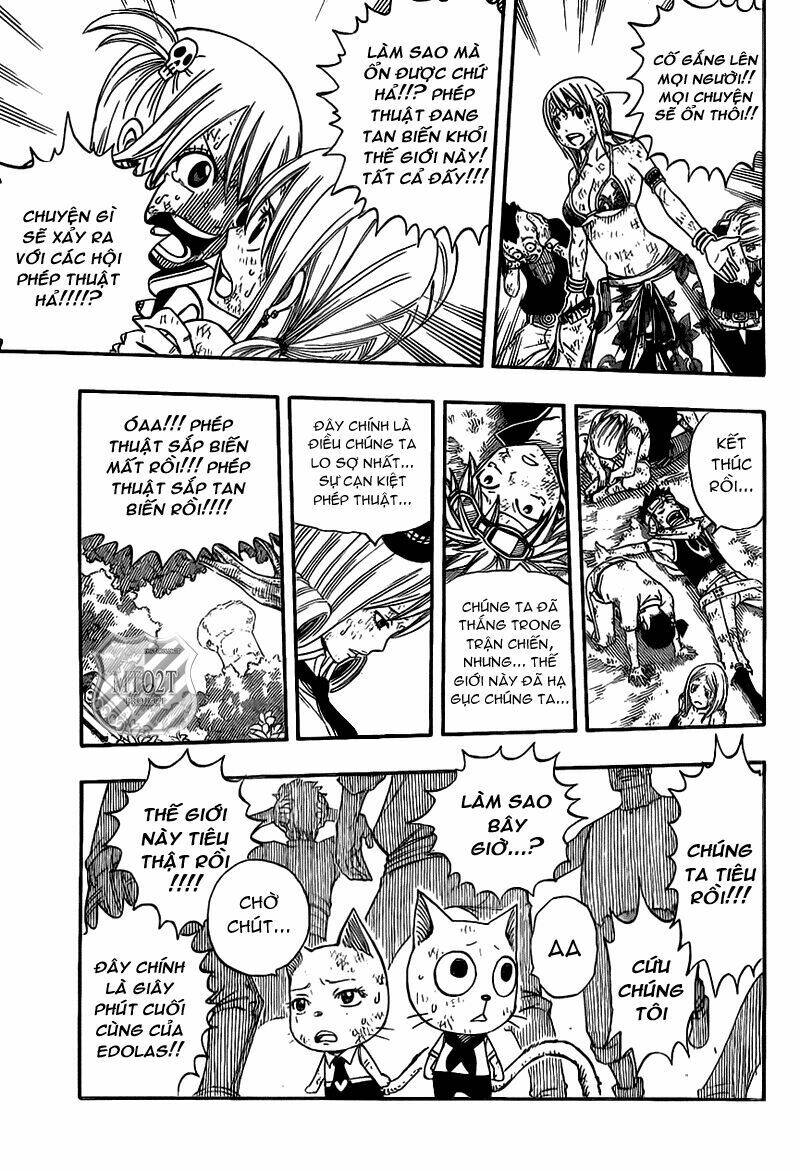 CỐ GẮNG LÊN
MỌI NGƯỜI!!
MỌI CHUYỆN
SẼ ỔN THÔI!!
LÀM SAO MÀ
ỔN ĐƯỢC CHỨ
HẢ!!? PHÉP
THUẬT ĐANG
TAN BIẾN KHỎI
THẾ GIỚI NÀY!
TẤT CẢ ĐẤY!!!
CHUYỆN GÌ
SẼ XẢY RA
VỚI CÁC HỘI
PHÉP THUẬT
HẢ!!!!?
KẾT
THÚC
RỒI...
CHÚNG TA ĐÃ
THẮNG TRONG
TRẬN CHIẾN,
NHƯNG... THẾ
GIỚI NÀY ĐÃ HẠ
GỤC CHÚNG TA...
ĐÂY CHÍNH LÀ
ĐIỀU CHÚNG TA
LO SỢ NHẤT...
SỰ CẠN KIỆT
PHÉP THUẬT...
ÓAA!!! PHÉP
THUẬT SẮP BIẾN
MẤT RỒI!!! PHÉP
THUẬT SẮP TAN
BIẾN RỒI!!!!
MTO2T
PROJECT
CHÚNG
TA TIÊU
RỒI!!!
LÀM SAO
BÂY
GIỜ...?
CỨU
CHÚNG
TÔI
AA
THẾ GIỚI
NÀY TIÊU
THẬT RỒI
!!!!
CHỜ
CHÚT...
ĐÂY CHÍNH
LÀ GIÂY
PHÚT CUỐI
CÙNG CỦA
EDOLAS!!